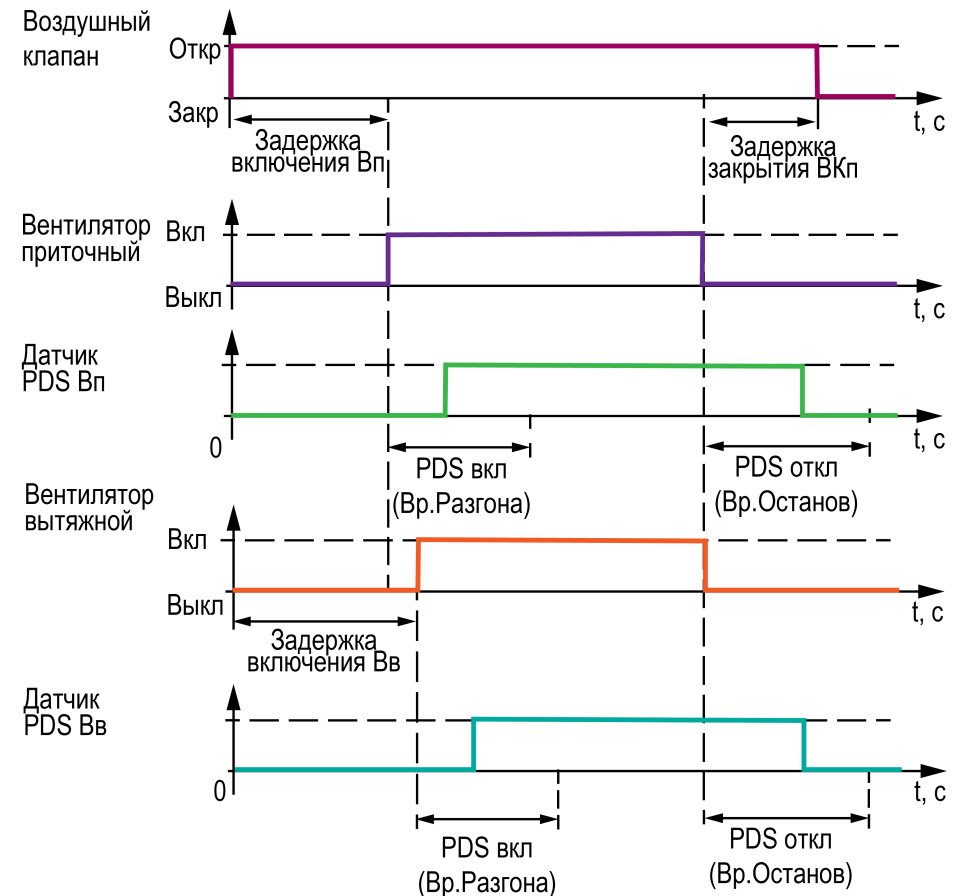 Воздушный
клапан
Откр
Закр
t, c
Задержка
включения Вп
Задержка
закрытия ВКп
Вентилятор
приточный
Вкл
Выкл
t, c
Датчик
PDS Вп
0
t, c
PDS вкл
(Вр.Разгона)
PDS откл
(Вр.Останов)
Вентилятор
вытяжной
Вкл
Выкл
t, c
Задержка
включения Вв
Датчик
PDS Вв
0
t, c
PDS вкл
(Вр.Разгона)
PDS откл
(Вр.Останов)